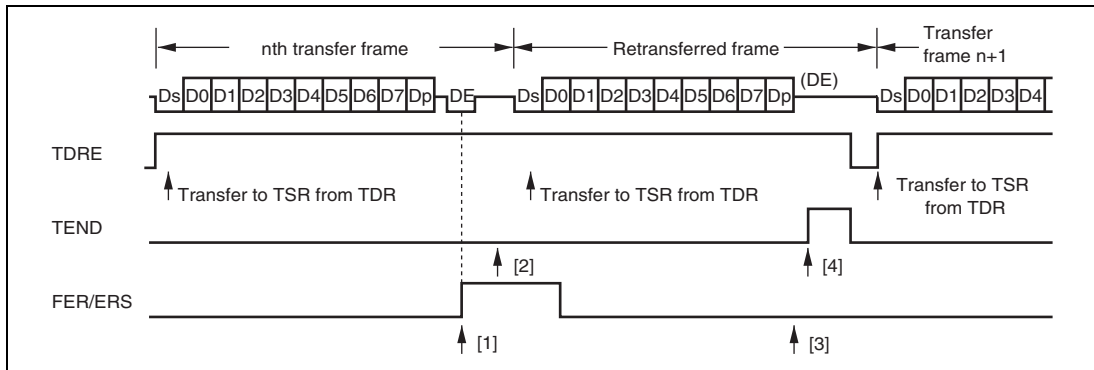 nth transfer frame
Retransferred frame
Transfer
frame n+1
Ds D0 D1 D2 D3 D4 D5 D6 D7 Dp DE
Ds D0 D1 D2 D3 D4 D5 D6 D7 Dp (DE)
Ds D0 D1 D2 D3 D4
TDRE
Transfer to TSR from TDR
Transfer to TSR from TDR
Transfer to TSR
from TDR
TEND
[2]
[4]
FER/ERS
[1]
[3]